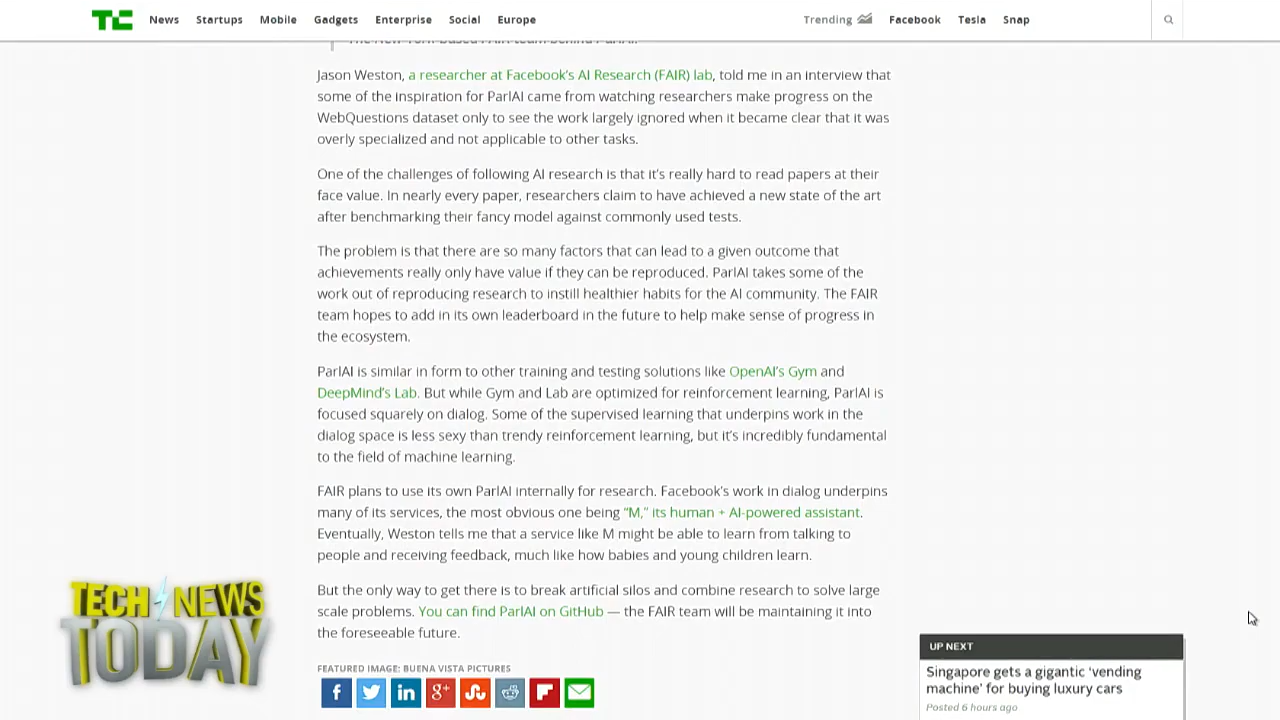 TC News Startups Mobile Gadgets Enterprise Social Europe Trending Facebook Tesla Snap
Jason Weston, a researcher at Facebook's AI Research (FAIR) lab, told me in an interview that
some of the inspiration for ParlAI came from watching researchers make progress on the
WebQuestions dataset only to see the work largely ignored when it became clear that it was
overly specialized and not applicable to other tasks.
One of the challenges of following AI research is that it's really hard to read papers at their
face value. In nearly every paper, researchers claim to have achieved a new state of the art
after benchmarking their fancy model against commonly used tests.
The problem is that there are so many factors that can lead to a given outcome that
achievements really only have value if they can be reproduced. ParlAI takes some of the
work out of reproducing research to instill healthier habits for the AI community. The FAIR
team hopes to add in its own leaderboard in the future to help make sense of progress in
the ecosystem.
ParlAI is similar in form to other training and testing solutions like OpenAI's Gym and
DeepMind's Lab. But while Gym and Lab are optimized for reinforcement learning, ParlAI is
focused squarely on dialog. Some of the supervised learning that underpins work in the
dialog space is less sexy than trendy reinforcement learning, but it's incredibly fundamental
to the field of machine learning.
FAIR plans to use its own ParlAI internally for research. Facebook's work in dialog underpins
many of its services, the most obvious one being "M," its human + AI-powered assistant.
Eventually, Weston tells me that a service like M might be able to learn from talking to
people and receiving feedback, much like how babies and young children learn.
But the only way to get there is to break artificial silos and combine research to solve large
scale problems. You can find ParlAI on GitHub — the FAIR team will be maintaining it into
the foreseeable future.
FEATURED IMAGE: BUENA VISTA PICTURES
TECH NEWS
TODAY
UP NEXT
Singapore gets a gigantic 'vending
machine' for buying luxury cars
Posted 6 hours ago